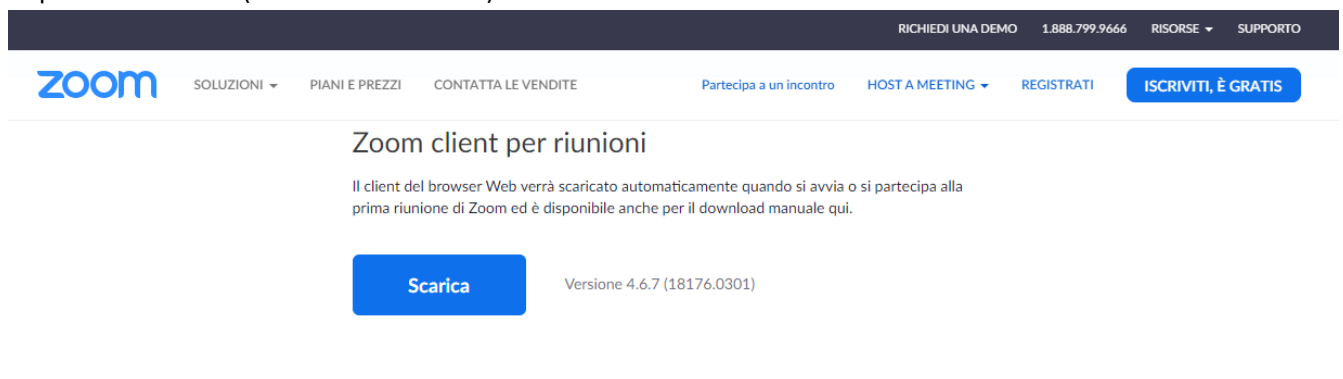 RICHIEDI UNA DEMO 1.888.799.9666 RISORSE SUPPORTO
zoom SOLUZIONI PIANI E PREZZI CONTATTA LE VENDITE Partecipa a un incontro HOST A MEETING REGISTRATI ISCRIVITI, È GRATIS
Zoom client per riunioni
Il client del browser Web verrà scaricato automaticamente quando si avvia o si partecipa alla
prima riunione di Zoom ed è disponibile anche per il download manuale qui.
Scarica Versione 4.6.7 (18176.0301)